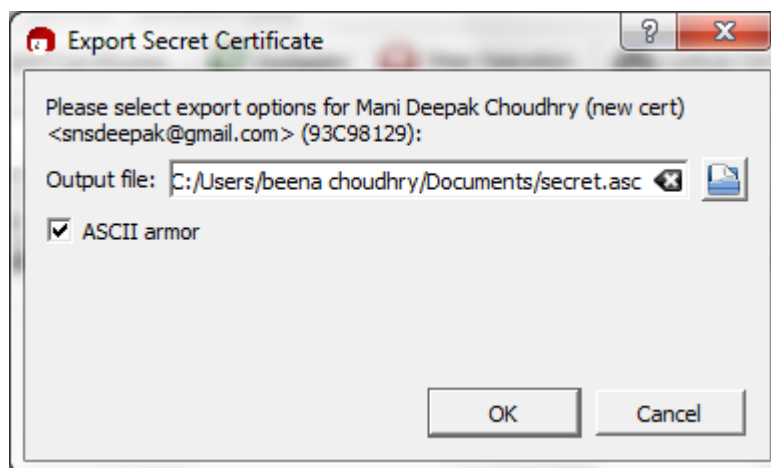 Export Secret Certificate
Please select export options for Mani Deepak Choudhry (new cert)
<snsdeepak@gmail.com> (93C98129):
Output file: C:/Users/beena choudhry/Documents/secret.asc
ASCII armor
OK Cancel